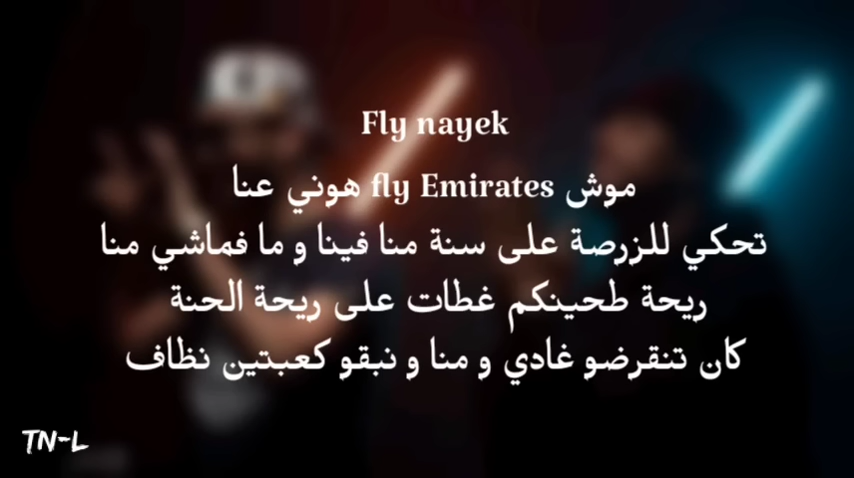 Fly nayek
موش fly Emirates هوني عنا
تحكي للزرصة على سنة منا فينا و ما فماشي منا
ريحة طحينكم غطات على ريحة الحنة
كان تنقرضو غادي و منا و نبقو كعبتين نظاف
TN-L